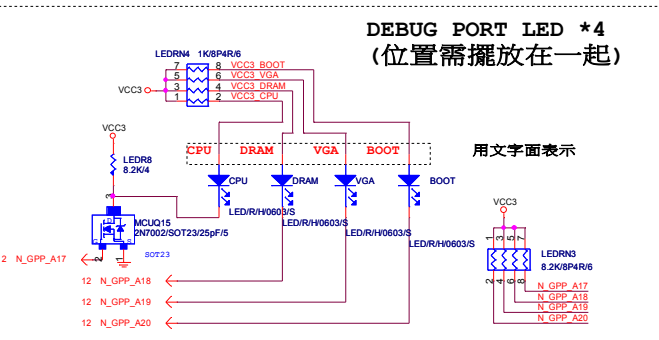 DEBUG PORT LED *4
(位置需擺放在一起)
LEDRN4 1K/8P4R/6
7 8 VCC3_BOOT
5 6 VCC3_VGA
VCC3 3 4 VCC3_DRAM
1 2 VCC3_CPU
VCC3
CPU DRAM VGA BOOT
用文字面表示
LEDR8
8.2K/4
CPU DRAM VGA BOOT
LED/R/H/0603/S
LED/R/H/0603/S
LED/R/H/0603/S
LED/R/H/0603/S
3
D
MCUQ15
2N7002/SOT23/25pF/5
G S
2 1
SOT23
2 N_GPP_A17
12 N_GPP_A18
12 N_GPP_A19
12 N_GPP_A20
VCC3
1 3 5 7
LEDRN3
8.2K/8P4R/6
2 4 6 8
N_GPP_A17
N_GPP_A18
N_GPP_A19
N_GPP_A20